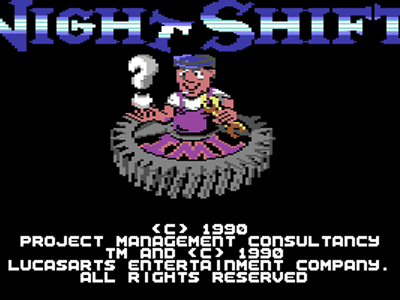 NIGHT SHIFT
?
(C) 1990
PROJECT MANAGEMENT CONSULTANCY
TM AND (C) 1990
LUCASARTS ENTERTAINMENT COMPANY.
ALL RIGHTS RESERVED